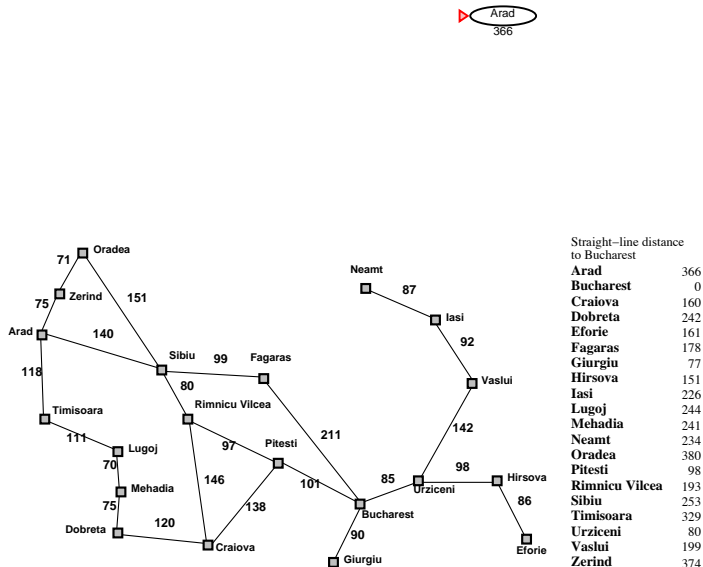 Arad
366
Oradea
71
Neamt
87
Zerind
151
75
Iasi
Arad
140
92
Sibiu
99
Fagaras
118
80
Vaslui
Timisoara
Rimnicu Vilcea
111
211
142
Lugoj
97
Pitesti
70
98
Hirsova
Mehadia
146
101
85
Urziceni
75
138
86
120
Bucharest
Dobreta
90
Craiova
Eforie
Giurgiu
Straight−line distance
to Bucharest
Arad 366
Bucharest 0
Craiova 160
Dobreta 242
Eforie 161
Fagaras 178
Giurgiu 77
Hirsova 151
Iasi 226
Lugoj 244
Mehadia 241
Neamt 234
Oradea 380
Pitesti 98
Rimnicu Vilcea 193
Sibiu 253
Timisoara 329
Urziceni 80
Vaslui 199
Zerind 374